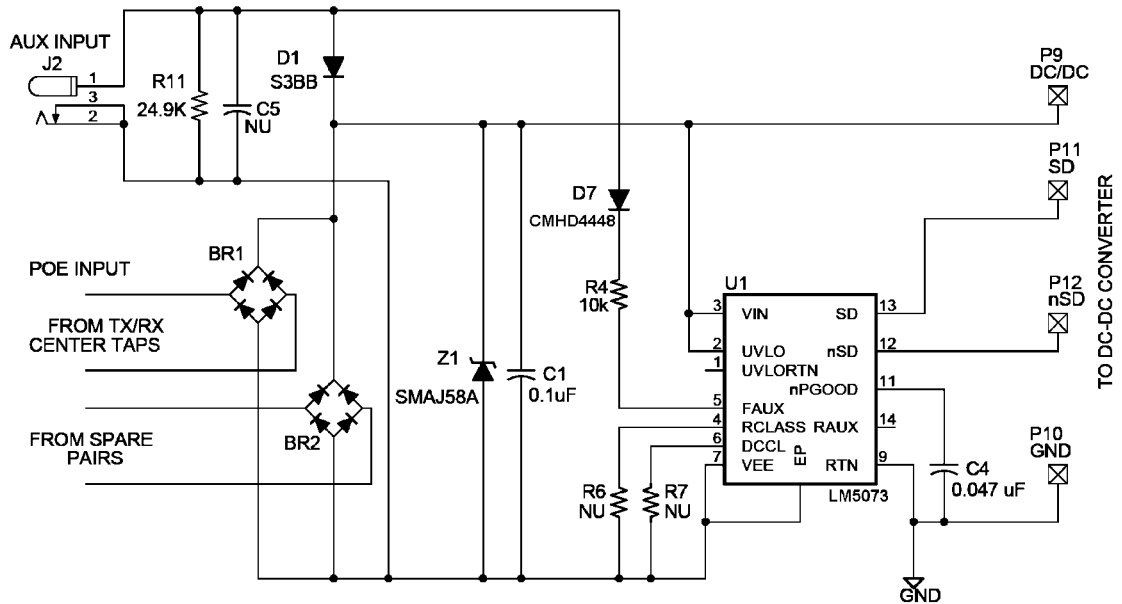 AUX INPUT
J2
1
3
2
R11
24.9K
C5
NU
D1
S3BB
P9
DC/DC
P11
SD
D7
CMHD4448
POE INPUT
BR1
FROM TX/RX
CENTER TAPS
R4
10k
U1
P12
nSD
TO DC-DC CONVERTER
3
VIN
SD
13
2
UVLO
nSD
12
1
UVLORTN
nPGOOD
11
5
FAUX
4
RCLASS
RAUX
14
6
DCCL
7
VEE
EP
RTN
9
LM5073
Z1
SMAJ58A
C1
0.1uF
FROM SPARE
PAIRS
BR2
R6
NU
R7
NU
C4
0.047 uF
P10
GND
GND